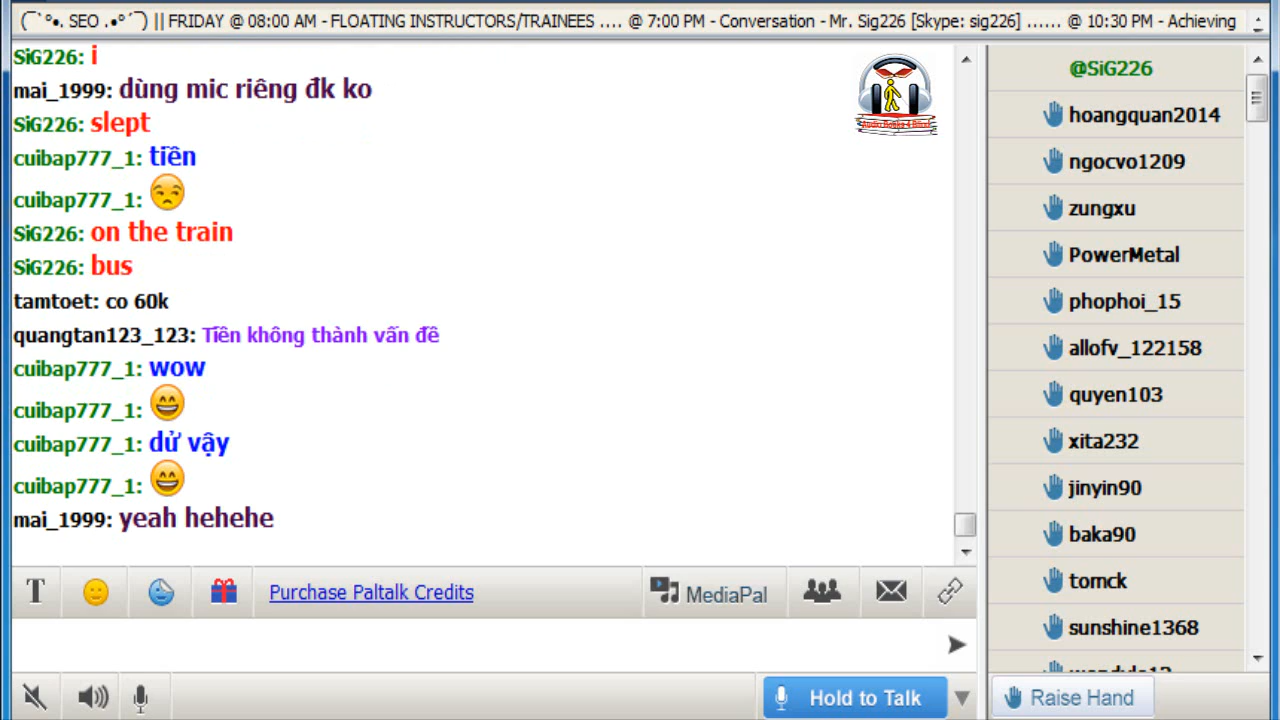 (¯`°•. SEO .•°´¯) || FRIDAY @ 08:00 AM - FLOATING INSTRUCTORS/TRAINEES .... @ 7:00 PM - Conversation - Mr. Sig226 [Skype: sig226] ...... @ 10:30 PM - Achieving
SiG226: i
mai_1999: dùng mic riêng đk ko
SiG226: slept
cuibap777_1: tiền
cuibap777_1:
SiG226: on the train
SiG226: bus
tamtoet: co 60k
quangtan123_123: Tiền không thành vấn đề
cuibap777_1: wow
cuibap777_1:
cuibap777_1: dử vậy
cuibap777_1:
mai_1999: yeah hehehe
@SiG226
hoangquan2014
ngocvo1209
zungxu
PowerMetal
phophoi_15
allofv_122158
quyen103
xita232
jinyin90
baka90
tomck
sunshine1368
T
Purchase Paltalk Credits
MediaPal
Hold to Talk
Raise Hand